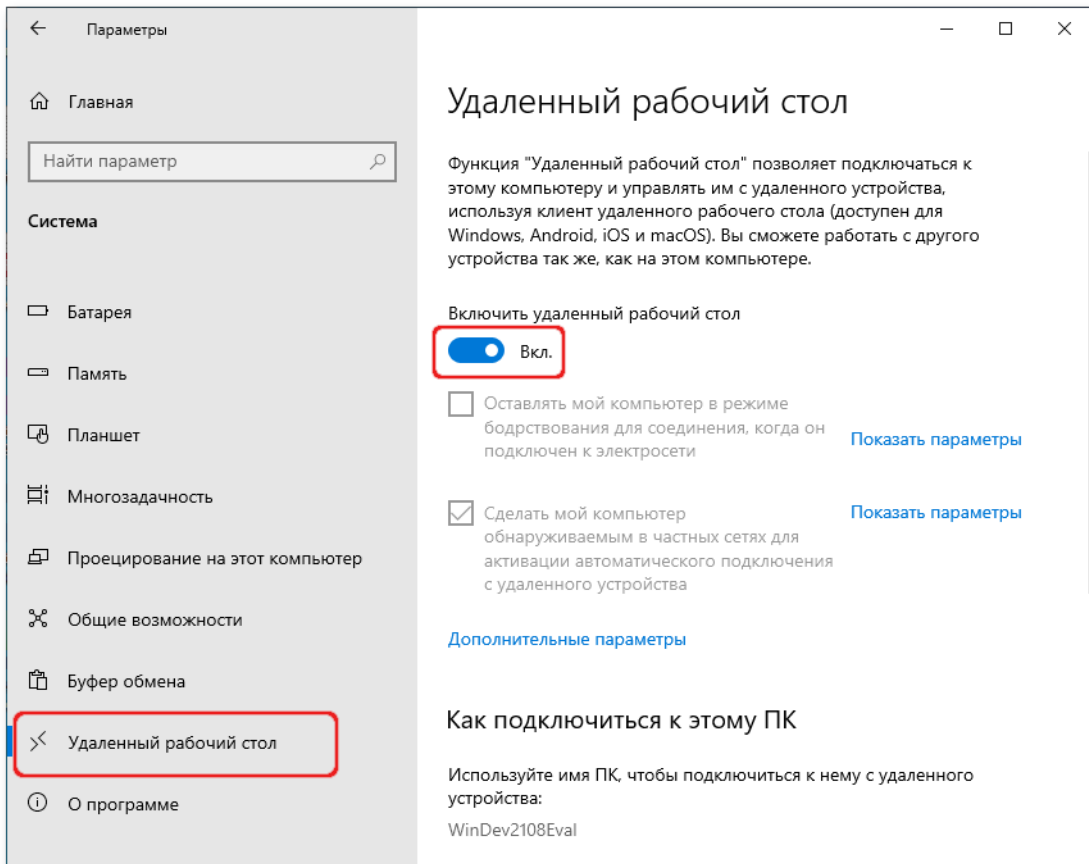 Параметры
Главная
Найти параметр
Система
Батарея
Память
Планшет
Многозадачность
Проецирование на этот компьютер
Общие возможности
Буфер обмена
Удаленный рабочий стол
О программе
Удаленный рабочий стол
Функция "Удаленный рабочий стол" позволяет подключаться к
этому компьютеру и управлять им с удаленного устройства,
используя клиент удаленного рабочего стола (доступен для
Windows, Android, iOS и macOS). Вы сможете работать с другого
устройства так же, как на этом компьютере.
Включить удаленный рабочий стол
Вкл.
Оставлять мой компьютер в режиме
бодрствования для соединения, когда он
подключен к электросети
Показать параметры
Сделать мой компьютер
обнаруживаемым в частных сетях для
активации автоматического подключения
с удаленного устройства
Показать параметры
Дополнительные параметры
Как подключиться к этому ПК
Используйте имя ПК, чтобы подключиться к нему с удаленного
устройства:
WinDev2108Eval